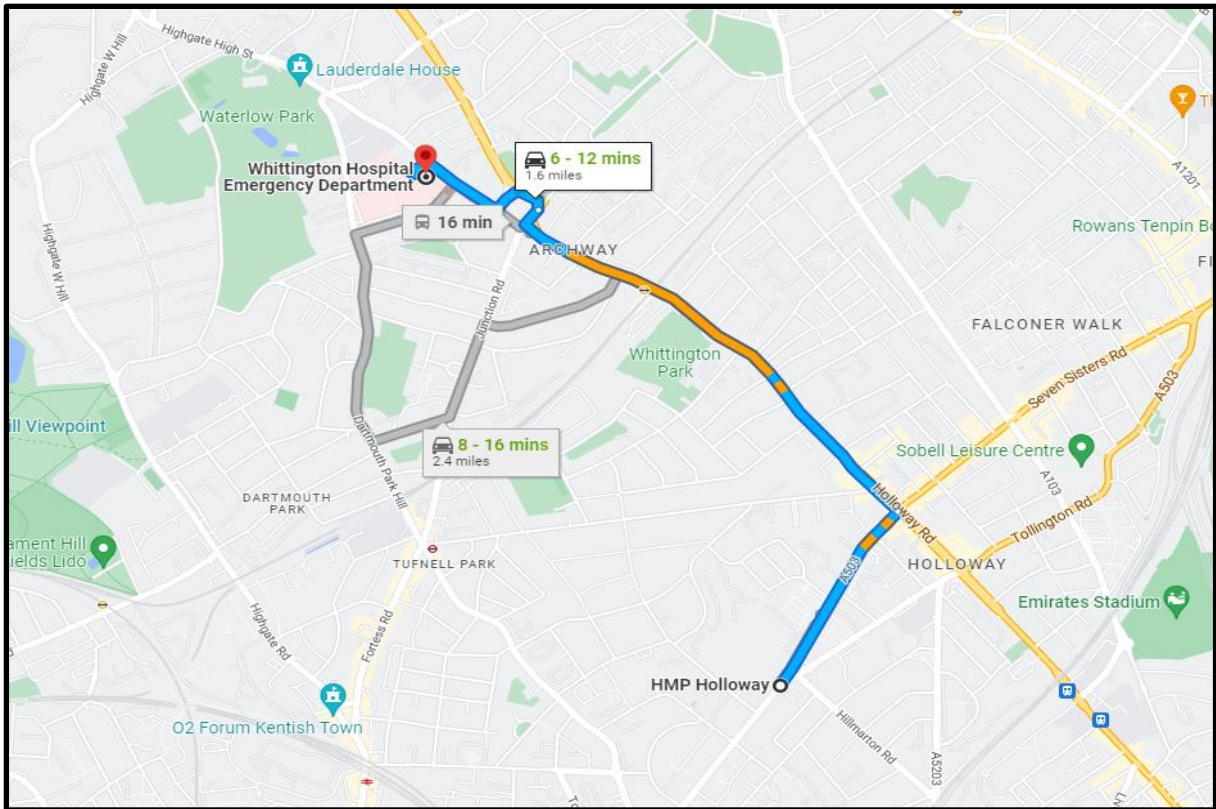 Highgate W Hill
Highgate High St
Lauderdale House
Waterlow Park
Whittington Hospital
Emergency Department
6 - 12 mins
1.6 miles
16 min
ARCHWAY
A1201
Rowans Tenpin Bo
Highgate W Hill
Junction Rd
FALCONER WALK
Whittington
Park
Seven Sisters Rd
A503
ill Viewpoint
8 - 16 mins
2.4 miles
Sobell Leisure Centre
Dartmouth Park Hill
A103
DARTMOUTH
PARK
Holloway Rd
Tollington Rd
ament Hill
ields Lido
TUFNELL PARK
A503
HOLLOWAY
Emirates Stadium
Highgate Rd
Fortess Rd
HMP Holloway
O2 Forum Kentish Town
Hillmarton Rd
A5203